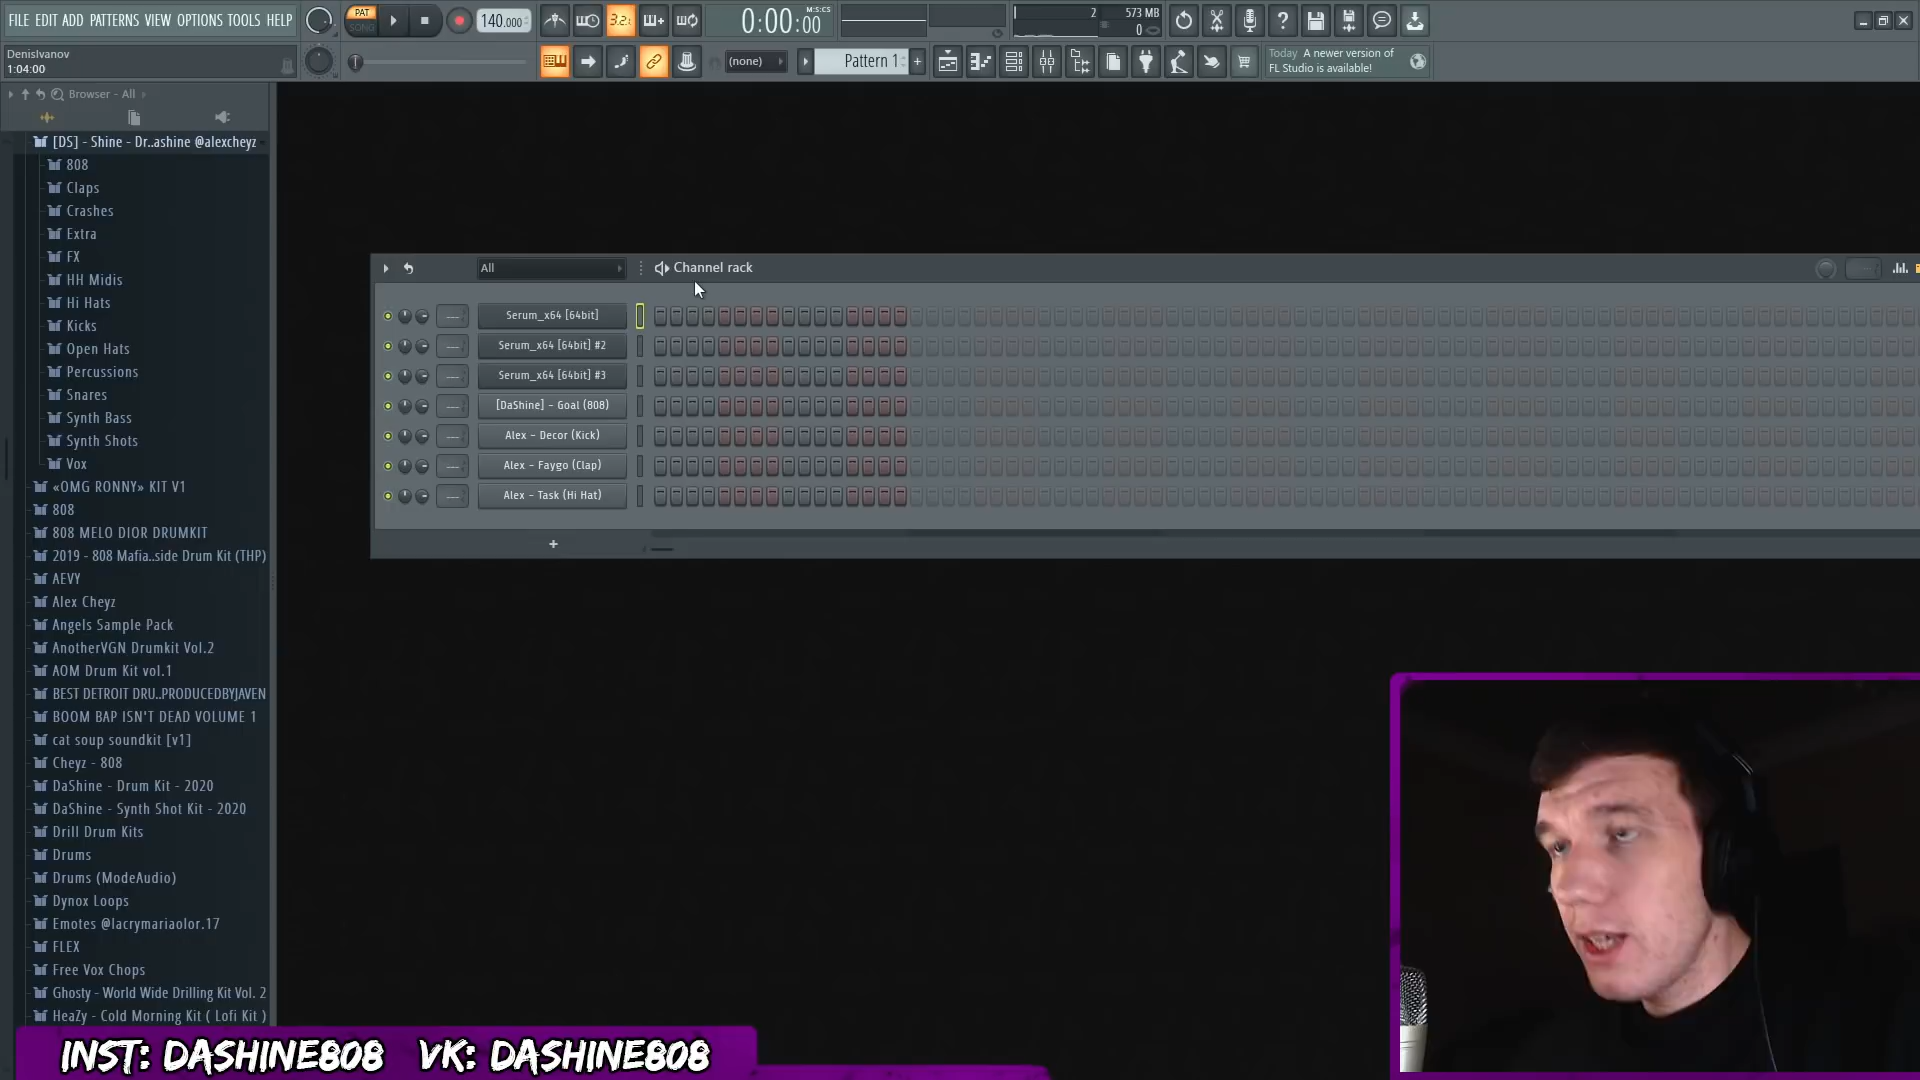 FILE EDIT ADD PATTERNS VIEW OPTIONS TOOLS HELP
PAT
SONG
140.000
3.2.
0:00:00
M:S:CS
2
573 MB
0
DenisIvanov
1:04:00
(none)
Pattern 1
Today A newer version of
FL Studio is available!
Browser - All
[DS] - Shine - Dr..ashine @alexcheyz
808
Claps
Crashes
Extra
FX
HH Midis
Hi Hats
Kicks
Open Hats
Percussions
Snares
Synth Bass
Synth Shots
Vox
«OMG RONNY» KIT V1
808
808 MELO DIOR DRUMKIT
2019 - 808 Mafia..side Drum Kit (THP)
AEVY
Alex Cheyz
Angels Sample Pack
AnotherVGN Drumkit Vol.2
AOM Drum Kit vol.1
BEST DETROIT DRU..PRODUCEDBYJAVEN
BOOM BAP ISN'T DEAD VOLUME 1
cat soup soundkit [v1]
Cheyz - 808
DaShine - Drum Kit - 2020
DaShine - Synth Shot Kit - 2020
Drill Drum Kits
Drums
Drums (ModeAudio)
Dynox Loops
Emotes @lacrymariaolor.17
FLEX
Free Vox Chops
Ghosty - World Wide Drilling Kit Vol. 2
HeaZy - Cold Morning Kit ( Lofi Kit )
All
Channel rack
Serum_x64 [64bit]
Serum_x64 [64bit] #2
Serum_x64 [64bit] #3
[DaShine] - Goal (808)
Alex - Decor (Kick)
Alex - Faygo (Clap)
Alex - Task (Hi Hat)
+
INST: DASHINE808 VK: DASHINE808